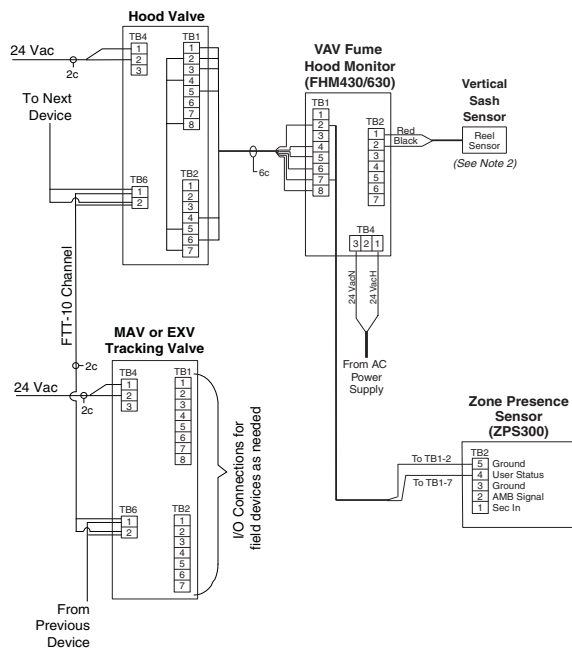 Hood Valve
24 Vac
2c
TB4
1
2
3
TB1
1
2
3
4
5
6
7
8
To Next
Device
TB6
1
2
TB2
1
2
3
4
5
6
7
6c
VAV Fume
Hood Monitor
(FHM430/630)
TB1
1
2
3
4
5
6
7
8
TB2
1
2
3
4
5
6
7
Red
Black
Vertical
Sash
Sensor
Reel
Sensor
(See Note 2)
TB4
3 2 1
24 VacN
24 VacH
From AC
Power
Supply
FTT-10 Channel
2c
MAV or EXV
Tracking Valve
24 Vac
2c
TB4
1
2
3
TB1
1
2
3
4
5
6
7
8
TB6
1
2
TB2
1
2
3
4
5
6
7
I/O Connections for
field devices as needed
From
Previous
Device
Zone Presence
Sensor
(ZPS300)
To TB1-2
To TB1-7
TB2
5 Ground
4 User Status
3 Ground
2 AMB Signal
1 Sec In